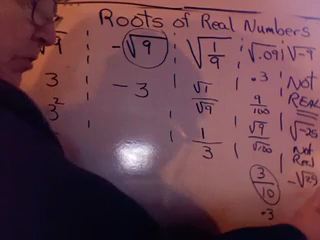 Roots of Real Numbers
√9 -√9 √1/9 √.09 √-9
3 -3 √1/√9 .3 Not
REAL
3² 1/3 9/100 √-25
√9/√100 Not
Real
3/10
.3